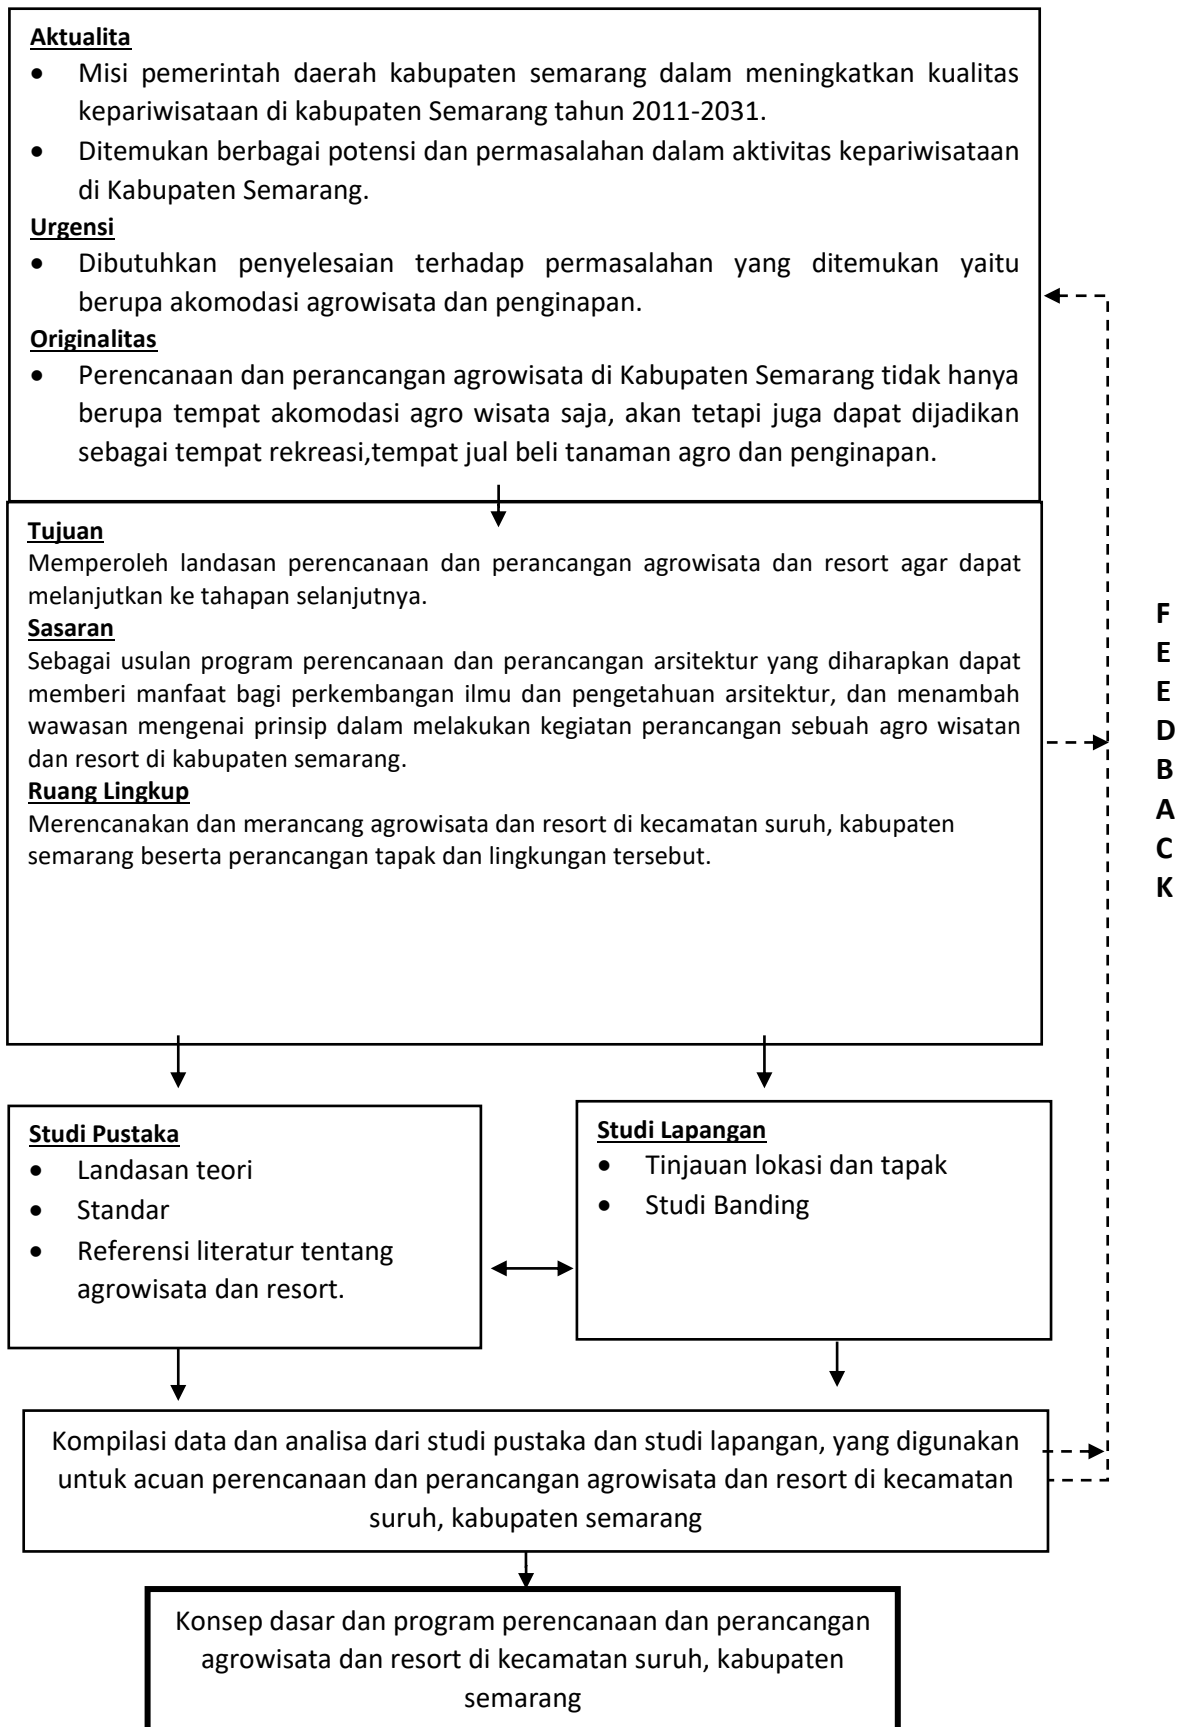 Aktualita
• Misi pemerintah daerah kabupaten semarang dalam meningkatkan kualitas
kepariwisataan di kabupaten Semarang tahun 2011-2031.
• Ditemukan berbagai potensi dan permasalahan dalam aktivitas kepariwisataan
di Kabupaten Semarang.
Urgensi
• Dibutuhkan penyelesaian terhadap permasalahan yang ditemukan yaitu
berupa akomodasi agrowisata dan penginapan.
Originalitas
• Perencanaan dan perancangan agrowisata di Kabupaten Semarang tidak hanya
berupa tempat akomodasi agro wisata saja, akan tetapi juga dapat dijadikan
sebagai tempat rekreasi,tempat jual beli tanaman agro dan penginapan.
Tujuan
Memperoleh landasan perencanaan dan perancangan agrowisata dan resort agar dapat
melanjutkan ke tahapan selanjutnya.
Sasaran
Sebagai usulan program perencanaan dan perancangan arsitektur yang diharapkan dapat
memberi manfaat bagi perkembangan ilmu dan pengetahuan arsitektur, dan menambah
wawasan mengenai prinsip dalam melakukan kegiatan perancangan sebuah agro wisatan
dan resort di kabupaten semarang.
Ruang Lingkup
Merencanakan dan merancang agrowisata dan resort di kecamatan suruh, kabupaten
semarang beserta perancangan tapak dan lingkungan tersebut.
F
E
E
D
B
A
C
K
Studi Pustaka
• Landasan teori
• Standar
• Referensi literatur tentang
agrowisata dan resort.
Studi Lapangan
• Tinjauan lokasi dan tapak
• Studi Banding
Kompilasi data dan analisa dari studi pustaka dan studi lapangan, yang digunakan
untuk acuan perencanaan dan perancangan agrowisata dan resort di kecamatan
suruh, kabupaten semarang
Konsep dasar dan program perencanaan dan perancangan
agrowisata dan resort di kecamatan suruh, kabupaten
semarang